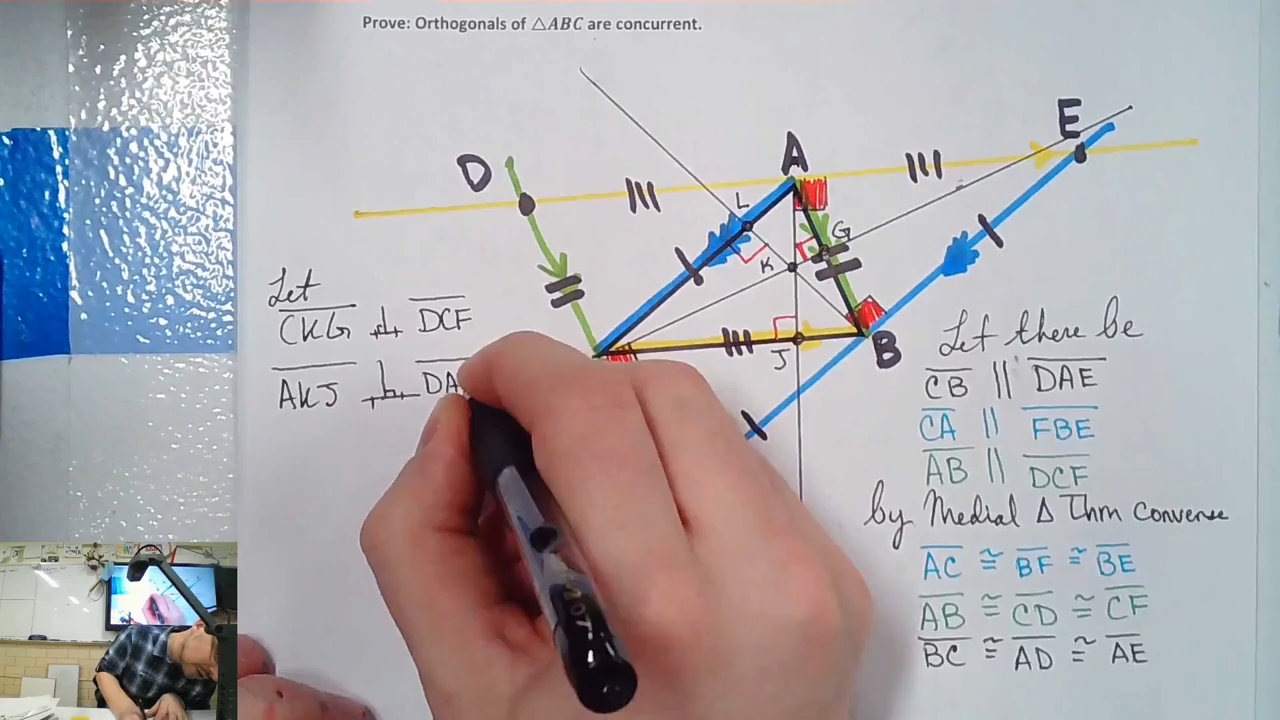 Prove: Orthogonals of △ABC are concurrent.
D
A
E
L
K
G
J
B
Let
CKG ⊥ DCF
AKJ ⊥ DA
Let there be
CB || DAE
CA || FBE
AB || DCF
by Medial Δ Thm converse
AC ≅ BF ≅ BE
AB ≅ CD ≅ CF
BC ≅ AD ≅ AE